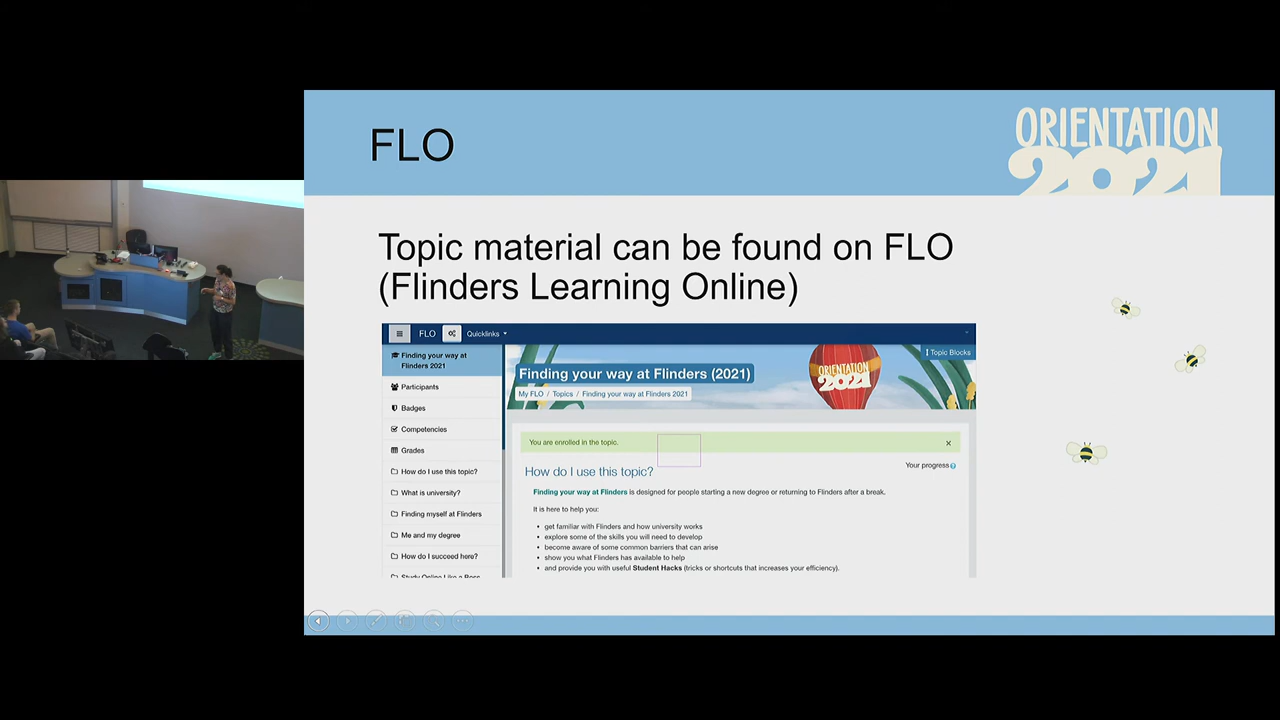 FLO
ORIENTATION
2021
Topic material can be found on FLO
(Flinders Learning Online)
FLO
Quicklinks
Finding your way at
Flinders 2021
Participants
Badges
Competencies
Grades
How do I use this topic?
What is university?
Finding myself at Flinders
Me and my degree
How do I succeed here?
Study Online Like a Boss
Topic Blocks
Finding your way at Flinders (2021)
My FLO / Topics / Finding your way at Flinders 2021
ORIENTATION
2021
You are enrolled in the topic.
×
Your progress
How do I use this topic?
Finding your way at Flinders is designed for people starting a new degree or returning to Flinders after a break.
It is here to help you:
• get familiar with Flinders and how university works
• explore some of the skills you will need to develop
• become aware of some common barriers that can arise
• show you what Flinders has available to help
• and provide you with useful Student Hacks (tricks or shortcuts that increases your efficiency).